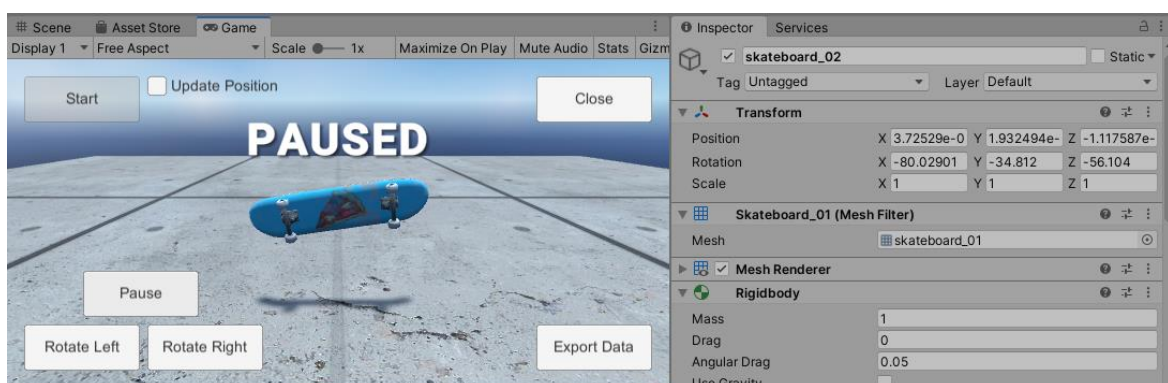 Scene Asset Store Game
Display 1 Free Aspect Scale 1x Maximize On Play Mute Audio Stats Gizm
Start
Update Position
Close
PAUSED
Pause
Rotate Left Rotate Right
Export Data
Inspector Services
skateboard_02 Static
Tag Untagged Layer Default
Transform
Position X 3.72529e-0 Y 1.932494e- Z -1.117587e-
Rotation X -80.02901 Y -34.812 Z -56.104
Scale X 1 Y 1 Z 1
Skateboard_01 (Mesh Filter)
Mesh skateboard_01
Mesh Renderer
Rigidbody
Mass 1
Drag 0
Angular Drag 0.05
Use Gravity